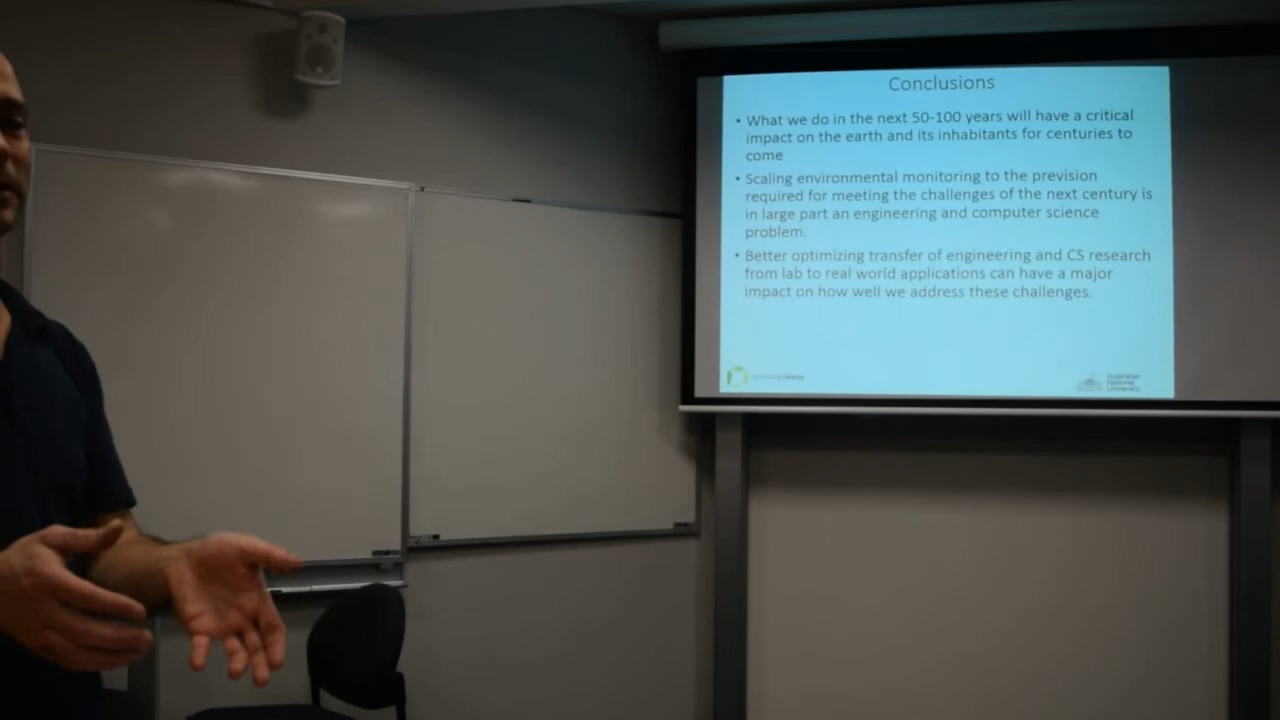 Conclusions
• What we do in the next 50-100 years will have a critical
impact on the earth and its inhabitants for centuries to
come
• Scaling environmental monitoring to the prevision
required for meeting the challenges of the next century is
in large part an engineering and computer science
problem.
• Better optimizing transfer of engineering and CS research
from lab to real world applications can have a major
impact on how well we address these challenges.
Australian
National
University